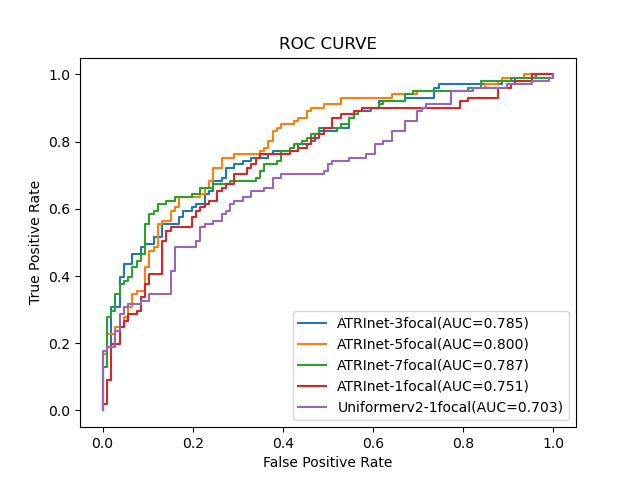 ROC CURVE
True Positive Rate
1.0
0.8
0.6
0.4
0.2
0.0
ATRInet-3focal(AUC=0.785)
ATRInet-5focal(AUC=0.800)
ATRInet-7focal(AUC=0.787)
ATRInet-1focal(AUC=0.751)
Uniformerv2-1focal(AUC=0.703)
0.0 0.2 0.4 0.6 0.8 1.0
False Positive Rate